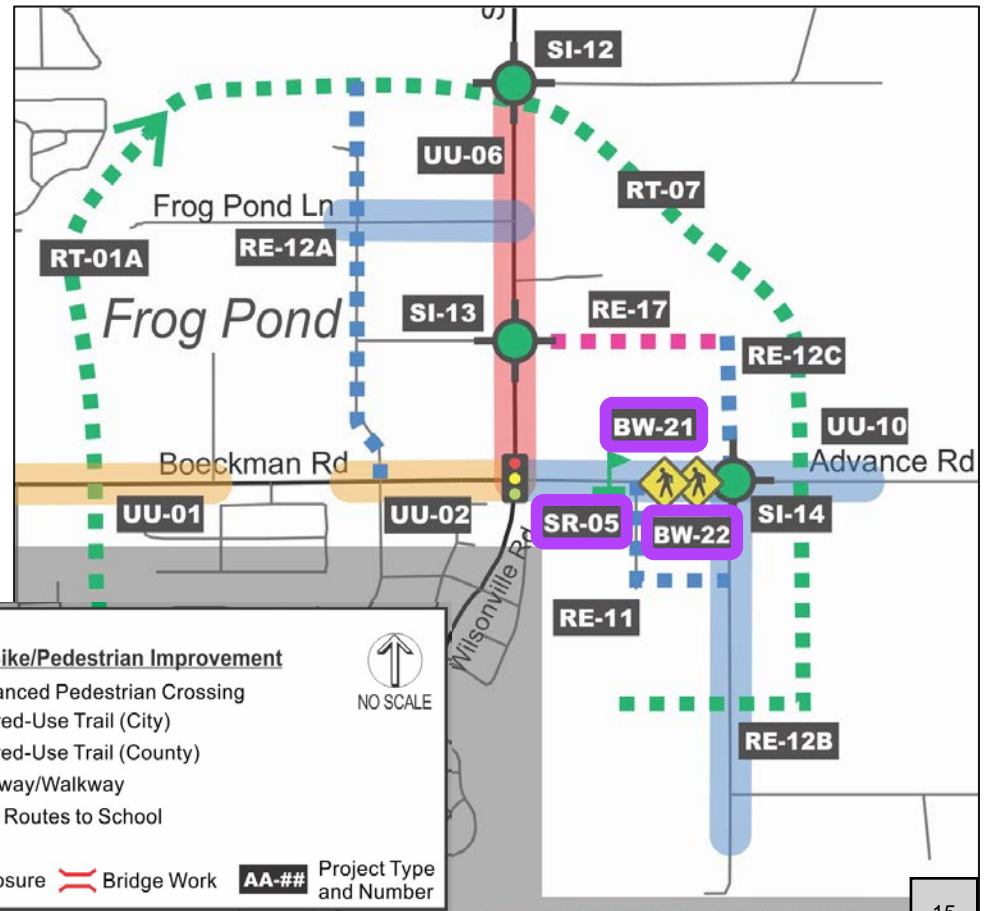 S
SI-12
UU-06
RT-07
Frog Pond Ln
RE-12A
RT-01A
Frog Pond
SI-13
RE-17
RE-12C
BW-21
UU-10
Boeckman Rd
Advance Rd
UU-01
UU-02
SR-05
BW-22
SI-14
Wilsonville Rd
RE-11
RE-12B
ike/Pedestrian Improvement
anced Pedestrian Crossing
red-Use Trail (City)
red-Use Trail (County)
way/Walkway
Routes to School
NO SCALE
osure Bridge Work AA-## Project Type
and Number
15